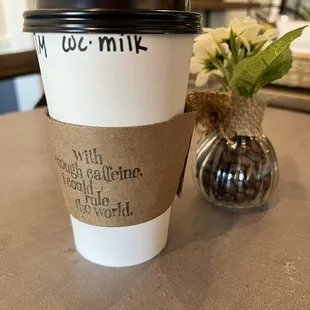 M wc. milk
With
enough caffeine,
I could
rule
the world.